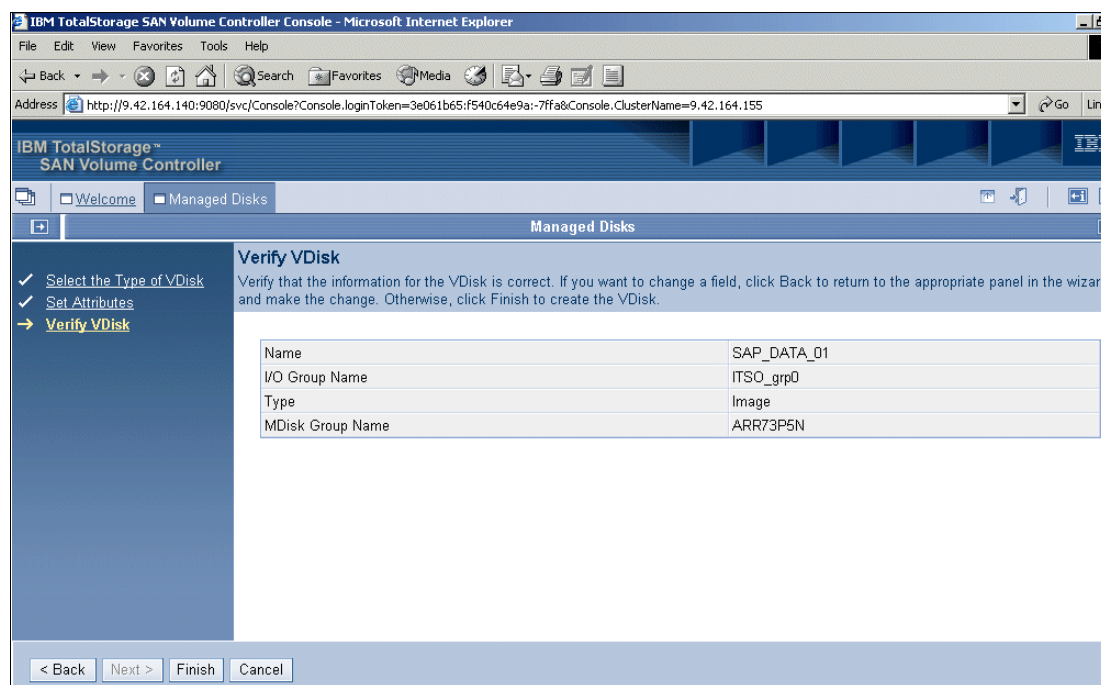 IBM TotalStorage SAN Volume Controller Console - Microsoft Internet Explorer
File Edit View Favorites Tools Help
Back Search Favorites Media
Address http://9.42.164.140:9080/svc/Console?Console.loginToken=3e061b65:f540c64e9a:-7ffa&Console.ClusterName=9.42.164.155 Go Lin
IBM TotalStorage™
SAN Volume Controller
IBM
Welcome Managed Disks
Managed Disks
Select the Type of VDisk
Set Attributes
Verify VDisk
Verify VDisk
Verify that the information for the VDisk is correct. If you want to change a field, click Back to return to the appropriate panel in the wizar
and make the change. Otherwise, click Finish to create the VDisk.
Name SAP_DATA_01
I/O Group Name ITSO_grp0
Type Image
MDisk Group Name ARR73P5N
< Back Next > Finish Cancel